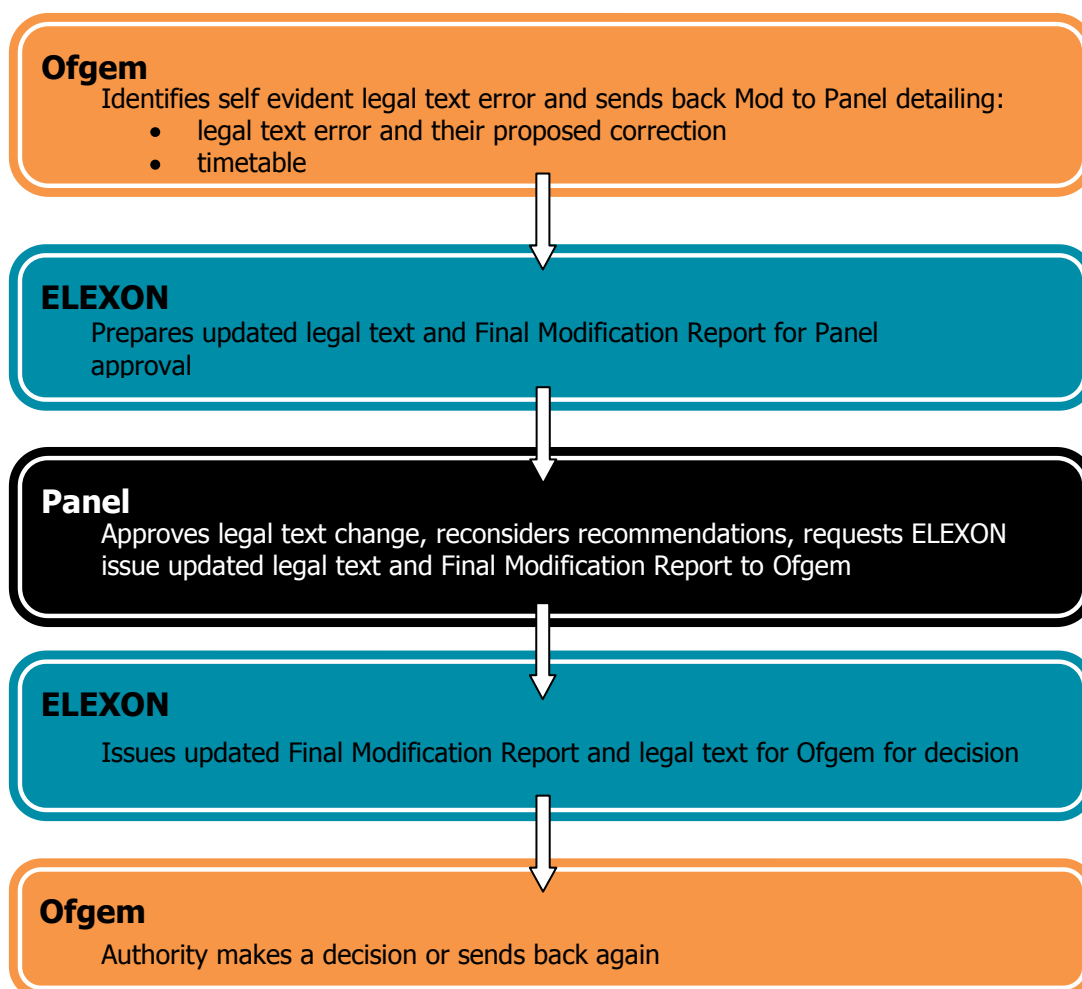 Ofgem
Identifies self evident legal text error and sends back Mod to Panel detailing:
• legal text error and their proposed correction
• timetable
ELEXON
Prepares updated legal text and Final Modification Report for Panel
approval
Panel
Approves legal text change, reconsiders recommendations, requests ELEXON
issue updated legal text and Final Modification Report to Ofgem
ELEXON
Issues updated Final Modification Report and legal text for Ofgem for decision
Ofgem
Authority makes a decision or sends back again